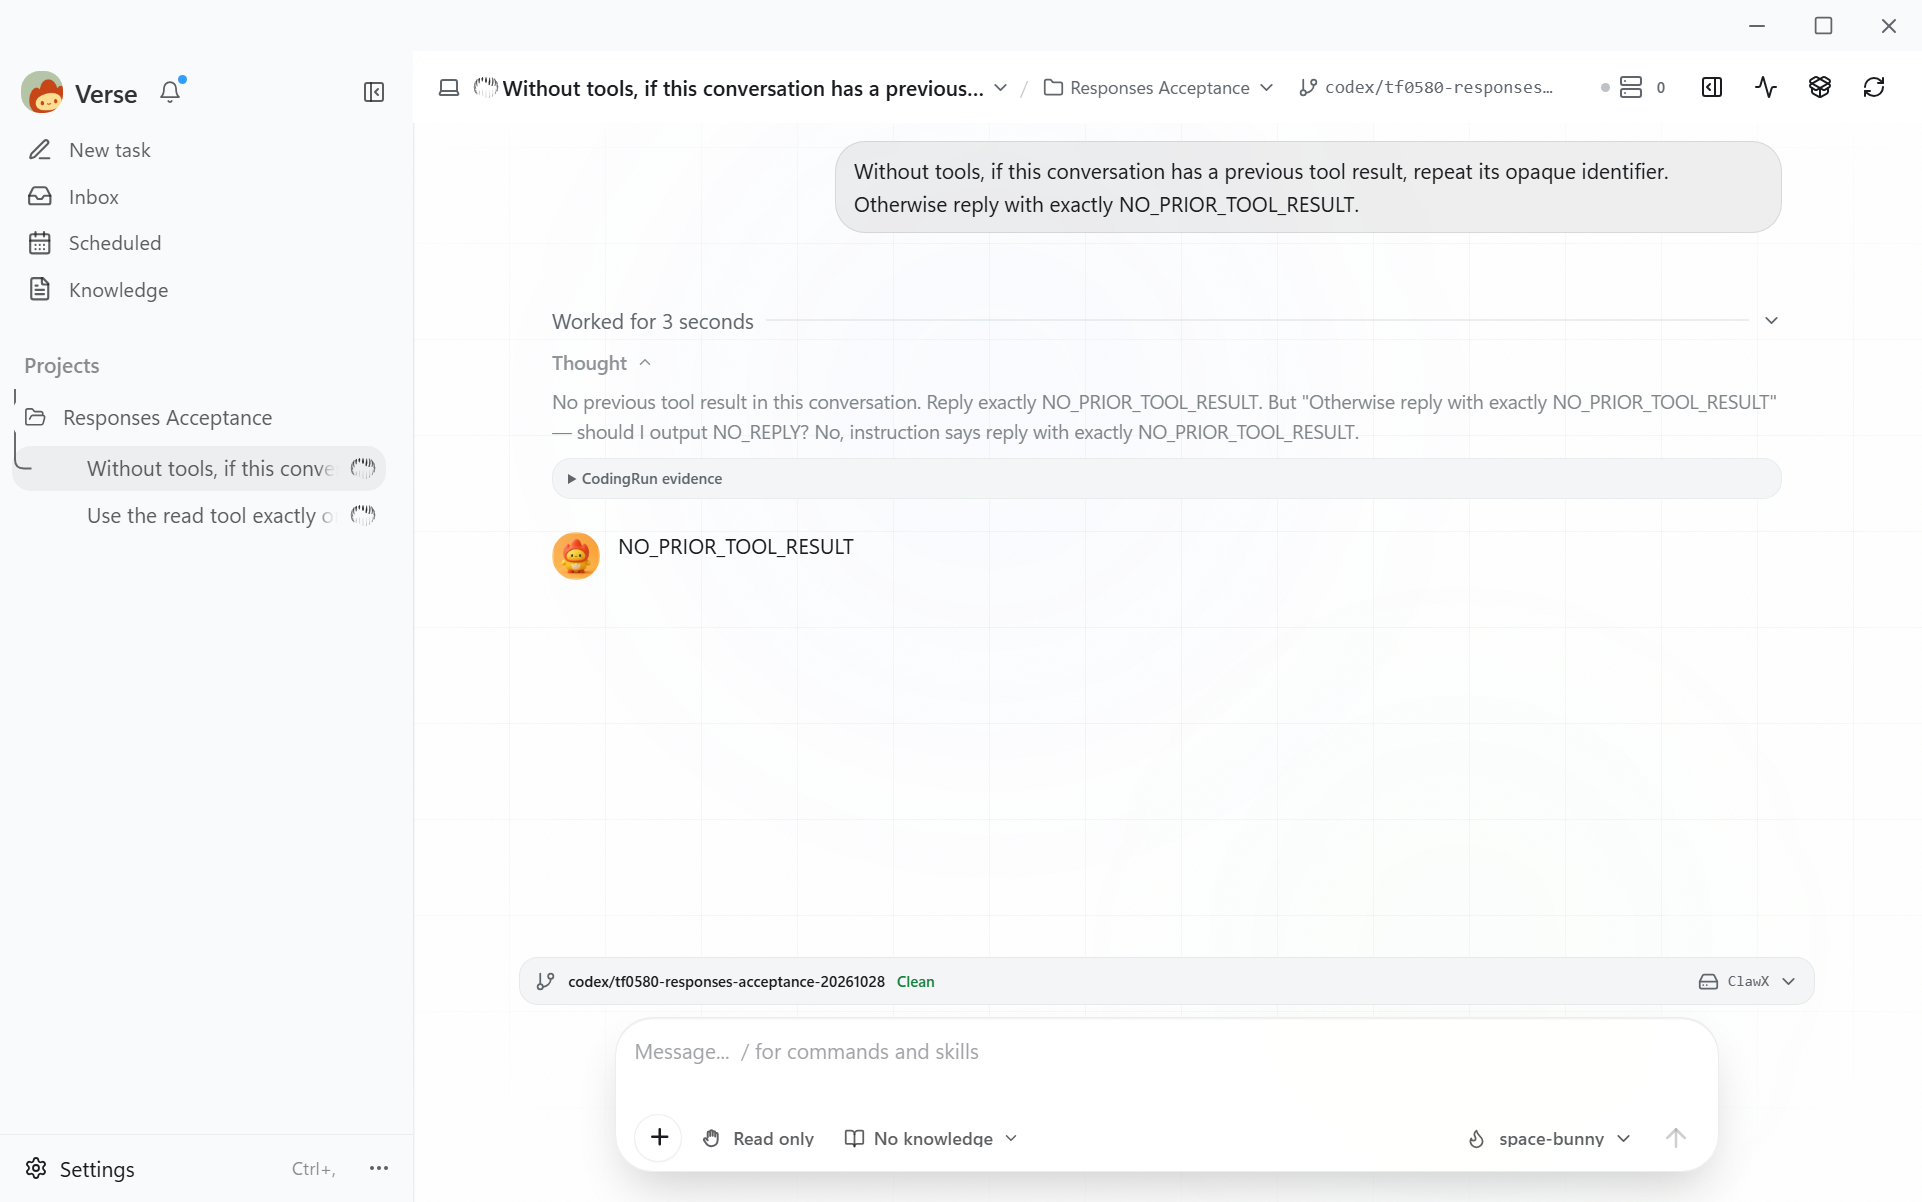 Verse
New task
Inbox
Scheduled
Knowledge
Projects
Responses Acceptance
Without tools, if this conve
Use the read tool exactly o
Settings
Ctrl+,
Without tools, if this conversation has a previous...
/
Responses Acceptance
codex/tf0580-responses…
0
Without tools, if this conversation has a previous tool result, repeat its opaque identifier.
Otherwise reply with exactly NO_PRIOR_TOOL_RESULT.
Worked for 3 seconds
Thought
No previous tool result in this conversation. Reply exactly NO_PRIOR_TOOL_RESULT. But "Otherwise reply with exactly NO_PRIOR_TOOL_RESULT"
— should I output NO_REPLY? No, instruction says reply with exactly NO_PRIOR_TOOL_RESULT.
CodingRun evidence
NO_PRIOR_TOOL_RESULT
codex/tf0580-responses-acceptance-20261028 Clean
ClawX
Message... / for commands and skills
Read only
No knowledge
space-bunny